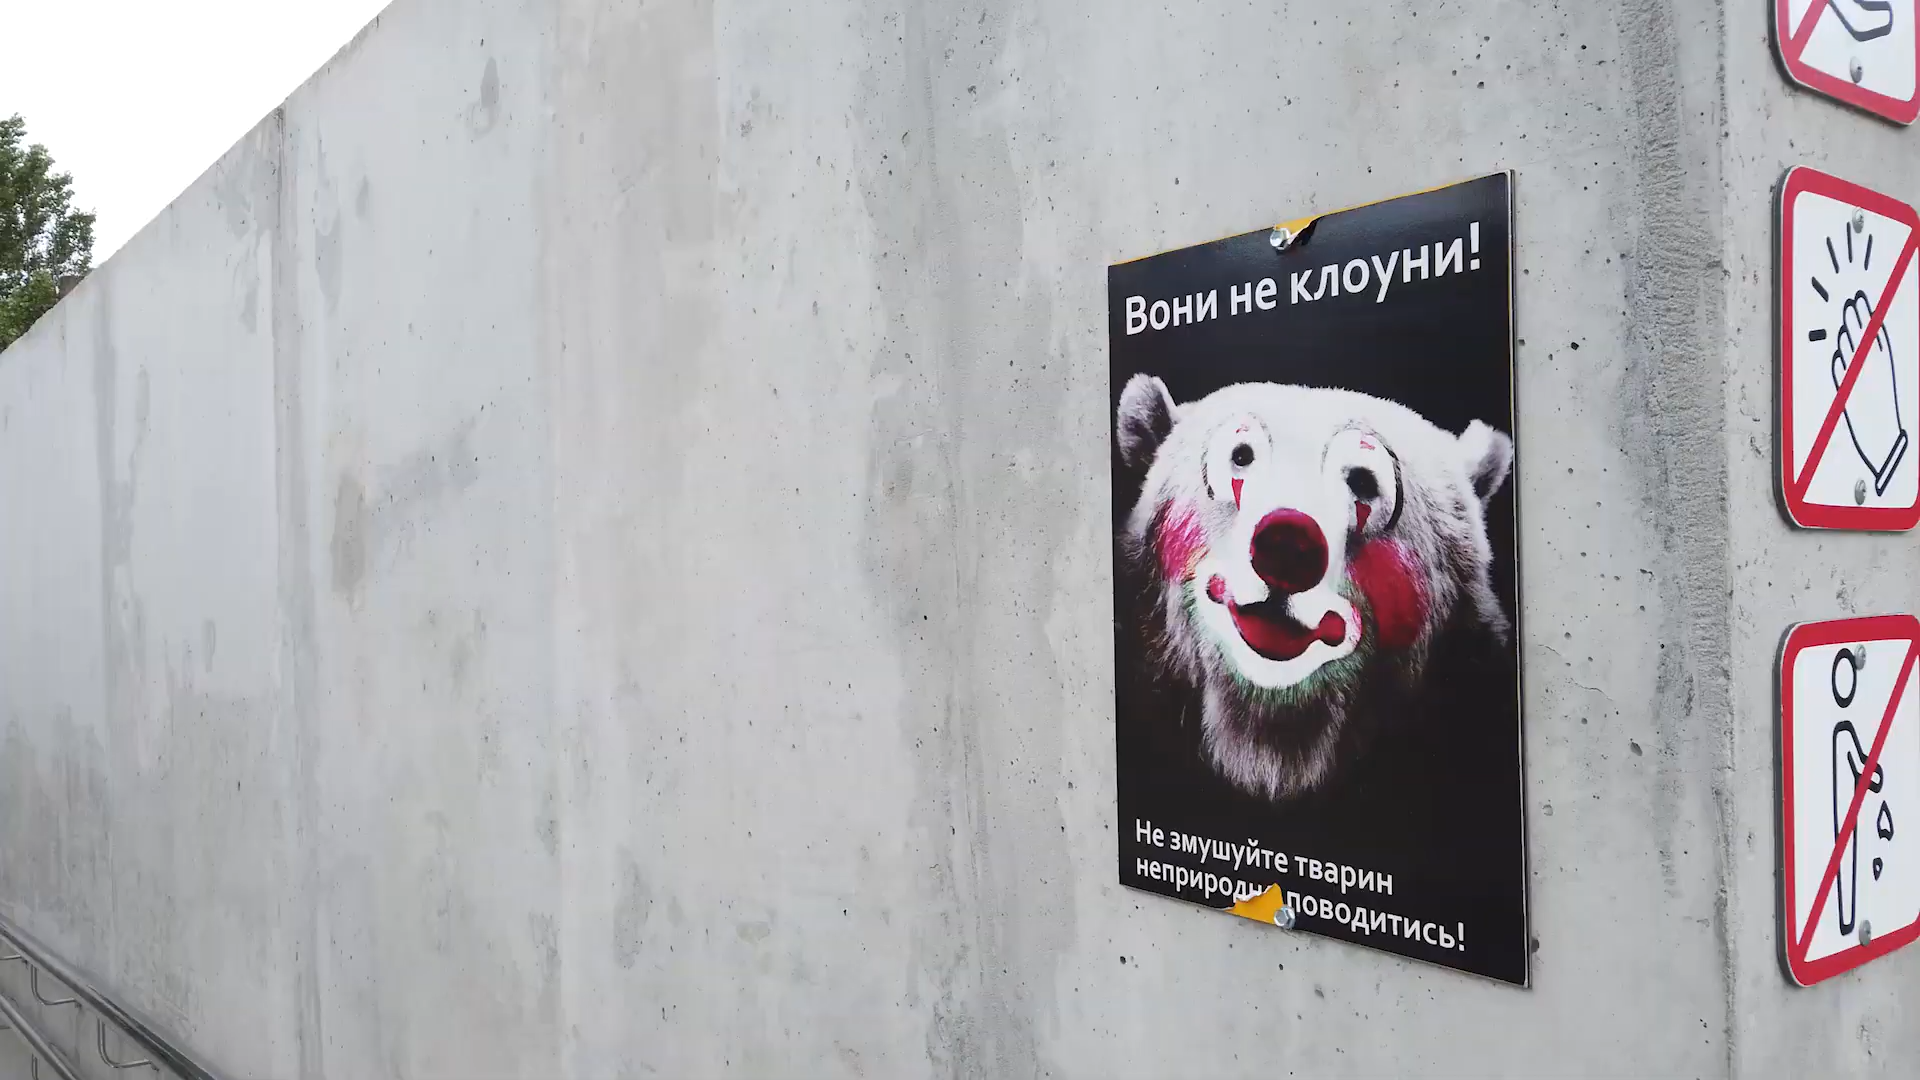 Вони не клоуни!
Не змушуйте тварин
поводитись!